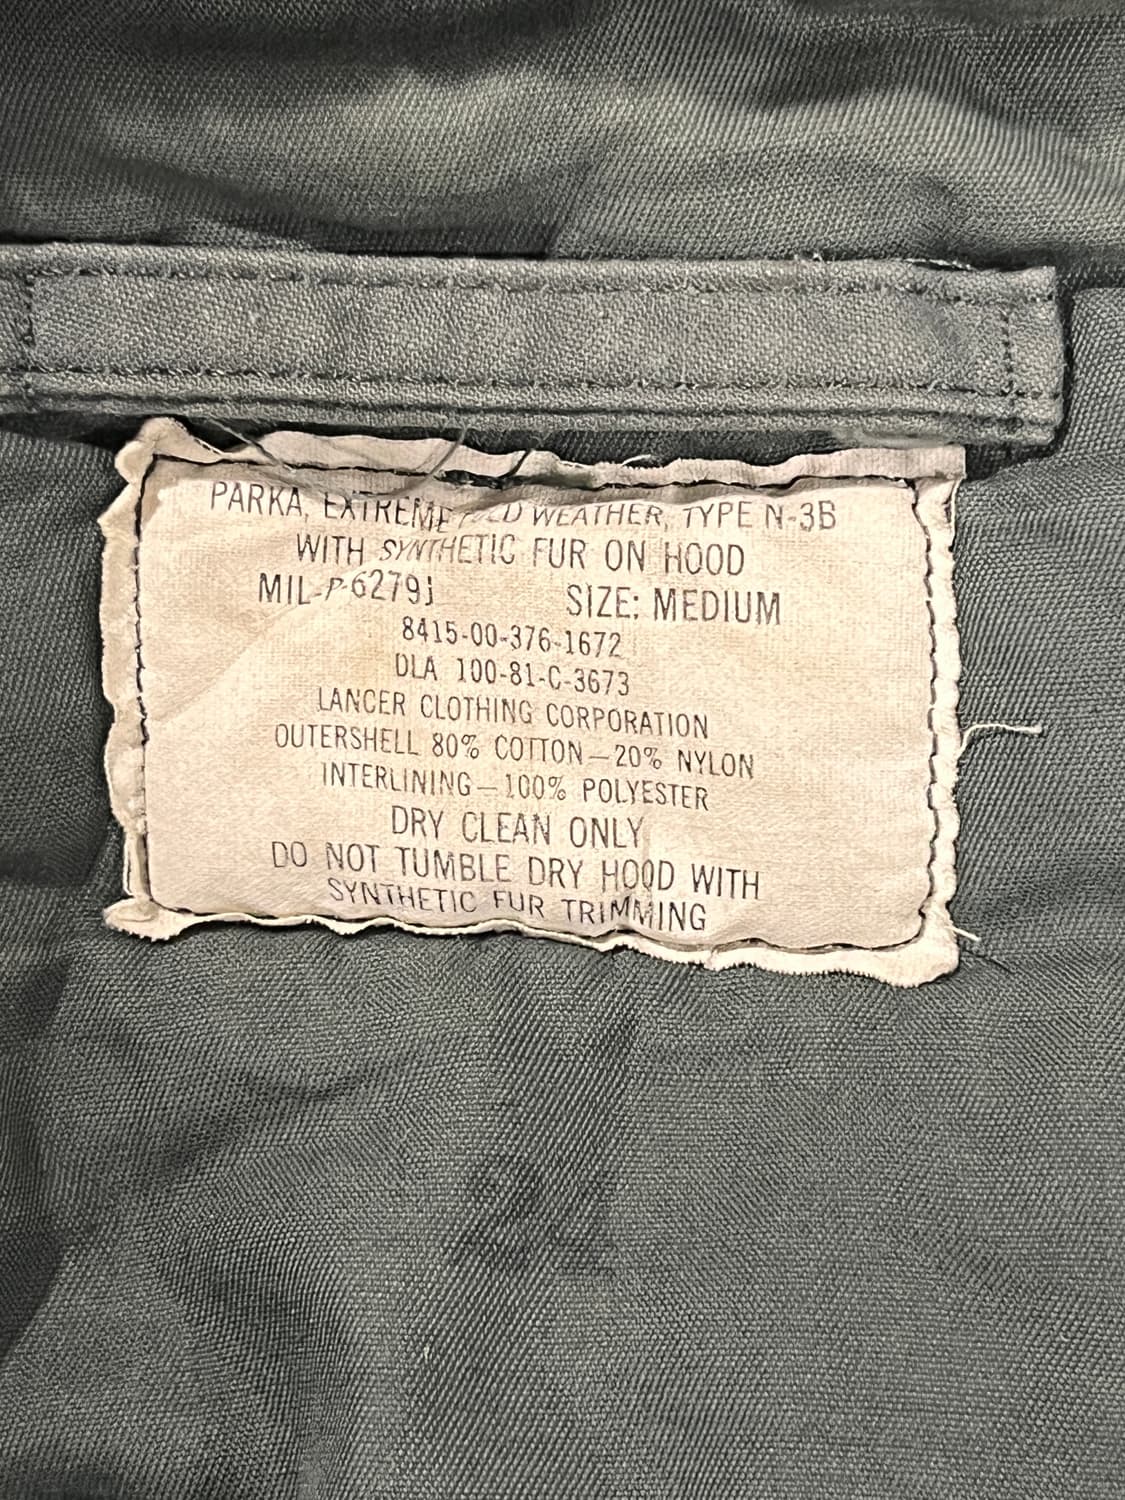 PARKA, EXTREME COLD WEATHER, TYPE N-3B
WITH SYNTHETIC FUR ON HOOD
MIL-P-6279J SIZE: MEDIUM
8415-00-376-1672
DLA 100-81-C-3673
LANCER CLOTHING CORPORATION
OUTERSHELL 80% COTTON-20% NYLON
INTERLINING-100% POLYESTER
DRY CLEAN ONLY
DO NOT TUMBLE DRY HOOD WITH
SYNTHETIC FUR TRIMMING